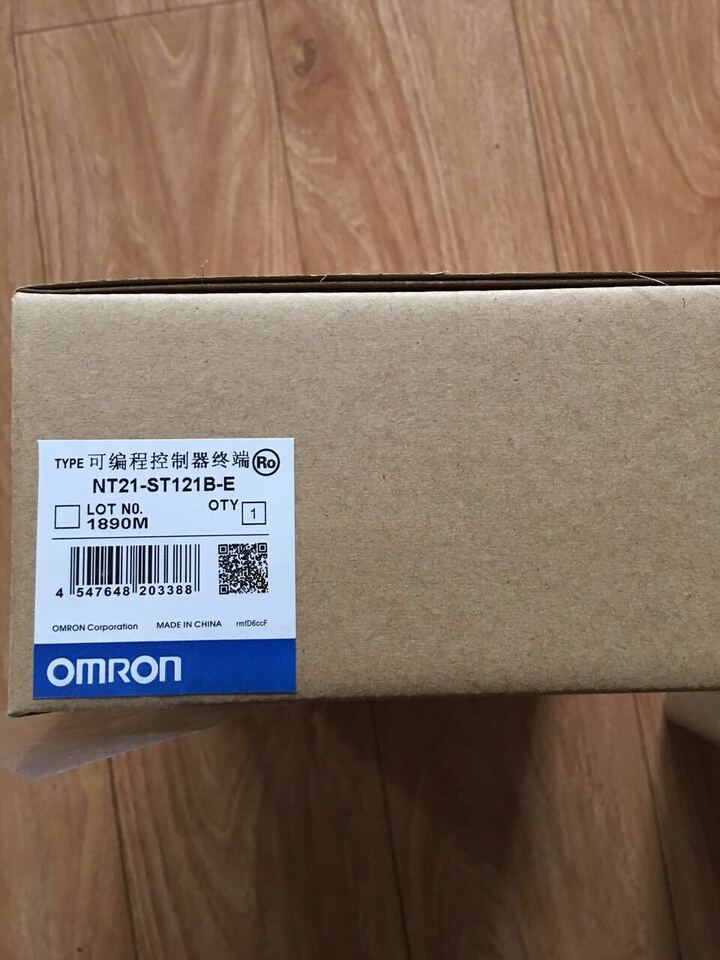 TYPE 可编程控制器终端 Ro
NT21-ST121B-E
LOT NO. OTY 1
1890M
4 547648 203388
OMRON Corporation MADE IN CHINA rmfD6ccF
OMRON